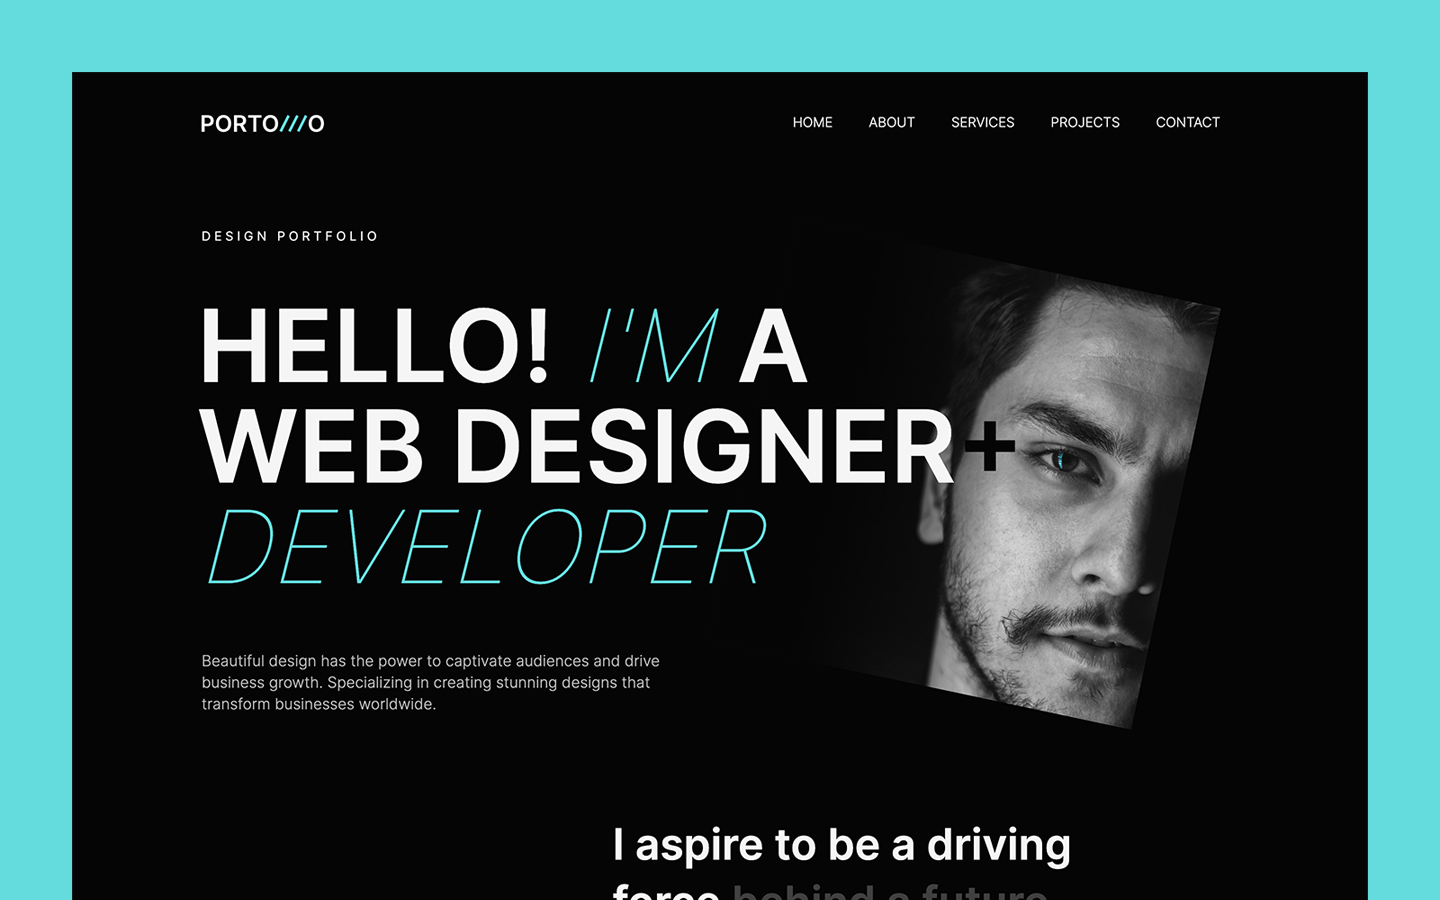 PORTO///O
HOME ABOUT SERVICES PROJECTS CONTACT
DESIGN PORTFOLIO
HELLO! I'M A
WEB DESIGNER+
DEVELOPER
Beautiful design has the power to captivate audiences and drive
business growth. Specializing in creating stunning designs that
transform businesses worldwide.
I aspire to be a driving
force behind a future